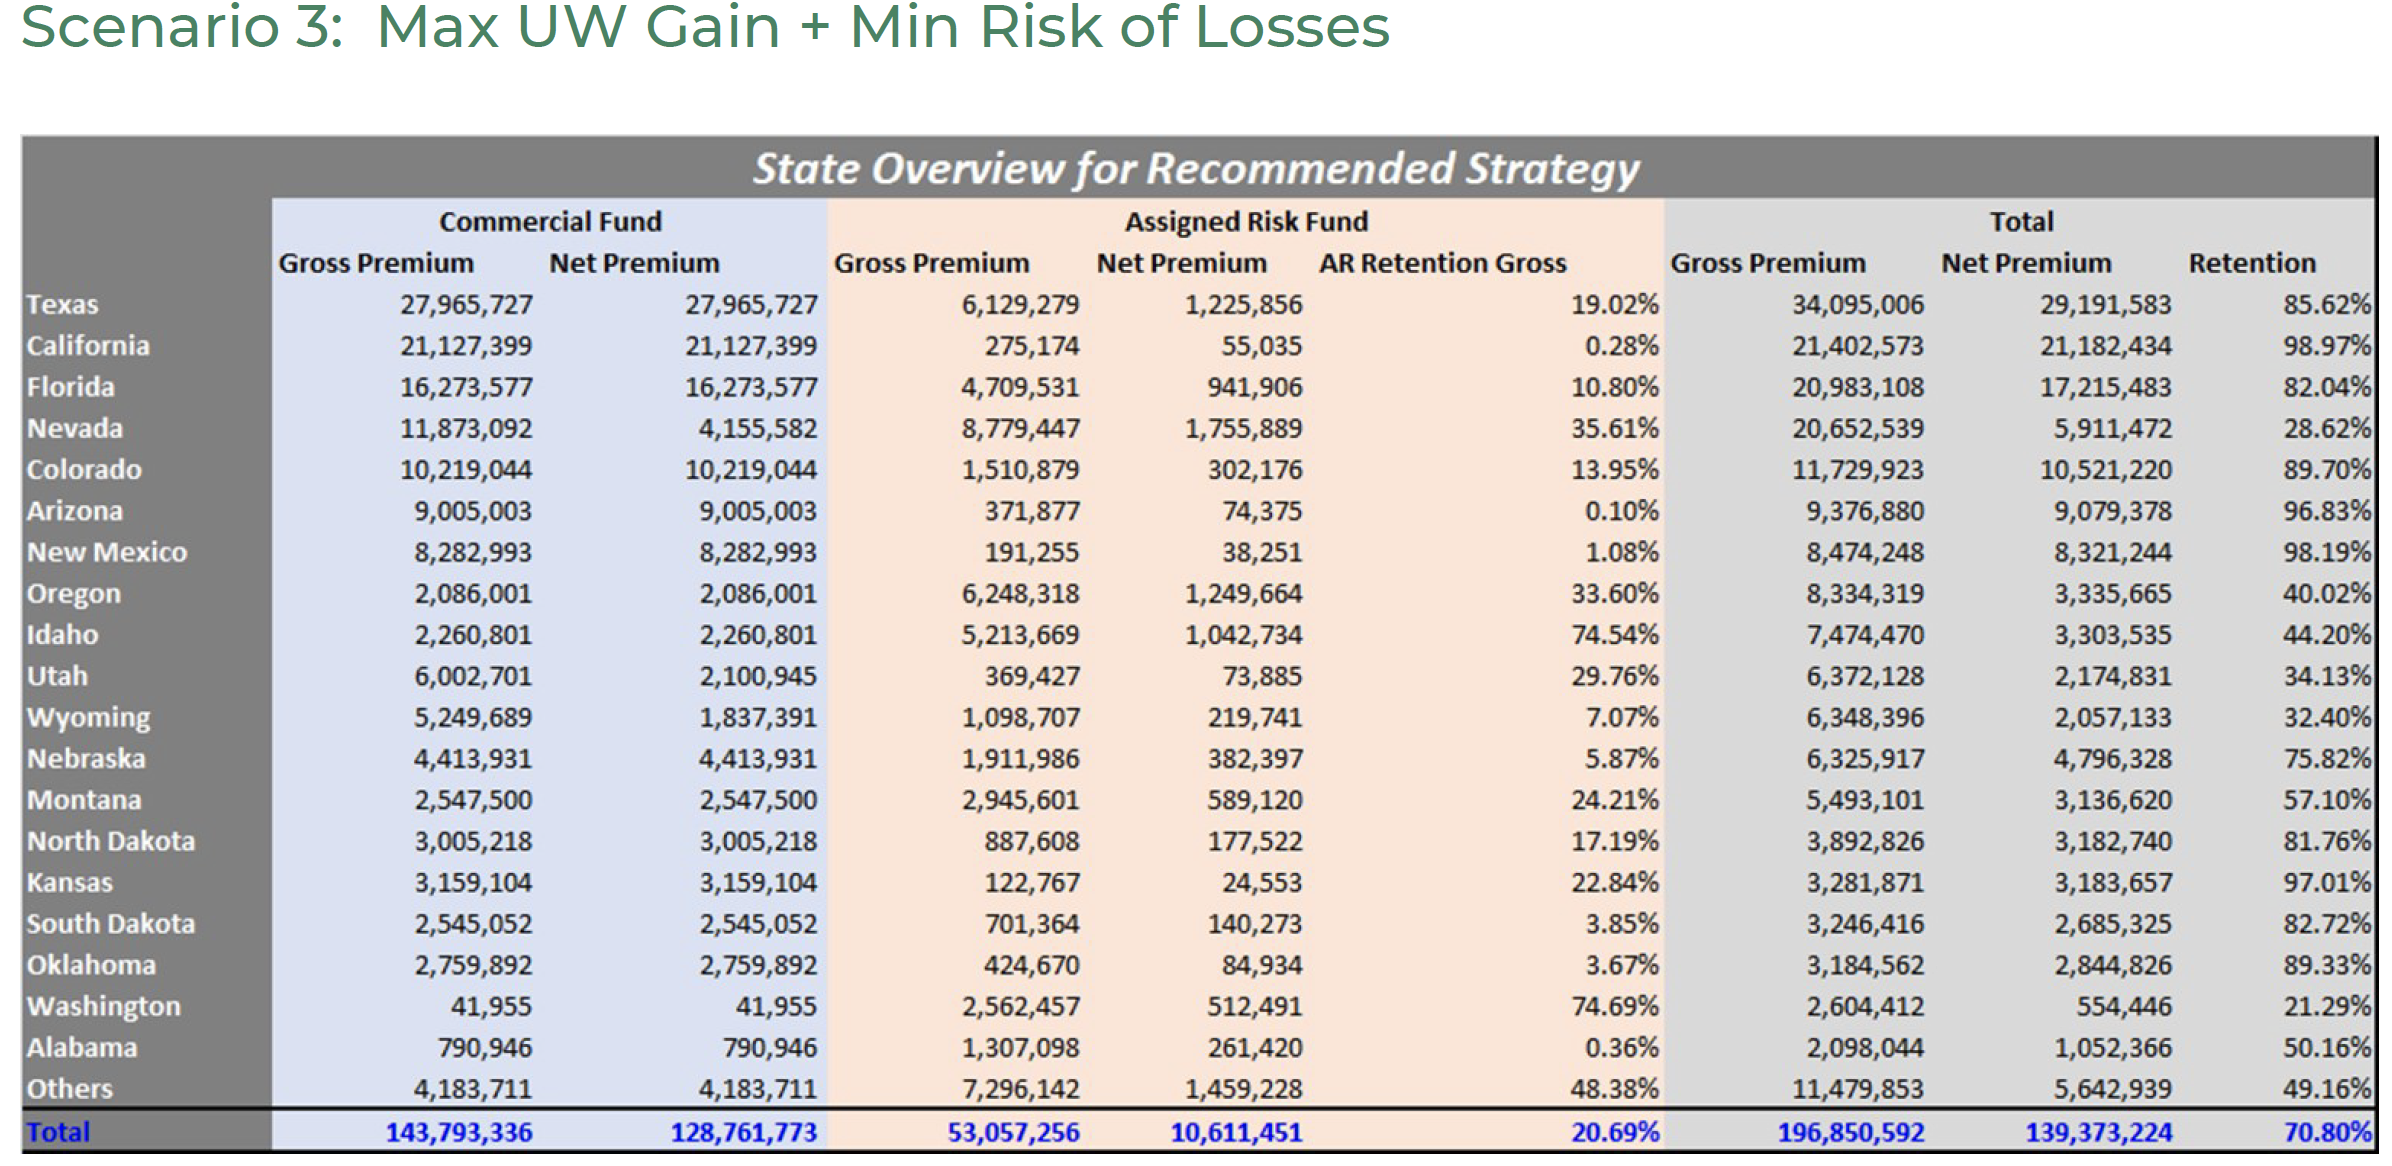 Scenario 3: Max UW Gain + Min Risk of Losses
State Overview for Recommended Strategy
Commercial Fund Assigned Risk Fund Total
Gross Premium Net Premium Gross Premium Net Premium AR Retention Gross Gross Premium Net Premium Retention
Texas 27,965,727 27,965,727 6,129,279 1,225,856 19.02% 34,095,006 29,191,583 85.62%
California 21,127,399 21,127,399 275,174 55,035 0.28% 21,402,573 21,182,434 98.97%
Florida 16,273,577 16,273,577 4,709,531 941,906 10.80% 20,983,108 17,215,483 82.04%
Nevada 11,873,092 4,155,582 8,779,447 1,755,889 35.61% 20,652,539 5,911,472 28.62%
Colorado 10,219,044 10,219,044 1,510,879 302,176 13.95% 11,729,923 10,521,220 89.70%
Arizona 9,005,003 9,005,003 371,877 74,375 0.10% 9,376,880 9,079,378 96.83%
New Mexico 8,282,993 8,282,993 191,255 38,251 1.08% 8,474,248 8,321,244 98.19%
Oregon 2,086,001 2,086,001 6,248,318 1,249,664 33.60% 8,334,319 3,335,665 40.02%
Idaho 2,260,801 2,260,801 5,213,669 1,042,734 74.54% 7,474,470 3,303,535 44.20%
Utah 6,002,701 2,100,945 369,427 73,885 29.76% 6,372,128 2,174,831 34.13%
Wyoming 5,249,689 1,837,391 1,098,707 219,741 7.07% 6,348,396 2,057,133 32.40%
Nebraska 4,413,931 4,413,931 1,911,986 382,397 5.87% 6,325,917 4,796,328 75.82%
Montana 2,547,500 2,547,500 2,945,601 589,120 24.21% 5,493,101 3,136,620 57.10%
North Dakota 3,005,218 3,005,218 887,608 177,522 17.19% 3,892,826 3,182,740 81.76%
Kansas 3,159,104 3,159,104 122,767 24,553 22.84% 3,281,871 3,183,657 97.01%
South Dakota 2,545,052 2,545,052 701,364 140,273 3.85% 3,246,416 2,685,325 82.72%
Oklahoma 2,759,892 2,759,892 424,670 84,934 3.67% 3,184,562 2,844,826 89.33%
Washington 41,955 41,955 2,562,457 512,491 74.69% 2,604,412 554,446 21.29%
Alabama 790,946 790,946 1,307,098 261,420 0.36% 2,098,044 1,052,366 50.16%
Others 4,183,711 4,183,711 7,296,142 1,459,228 48.38% 11,479,853 5,642,939 49.16%
Total 143,793,336 128,761,773 53,057,256 10,611,451 20.69% 196,850,592 139,373,224 70.80%